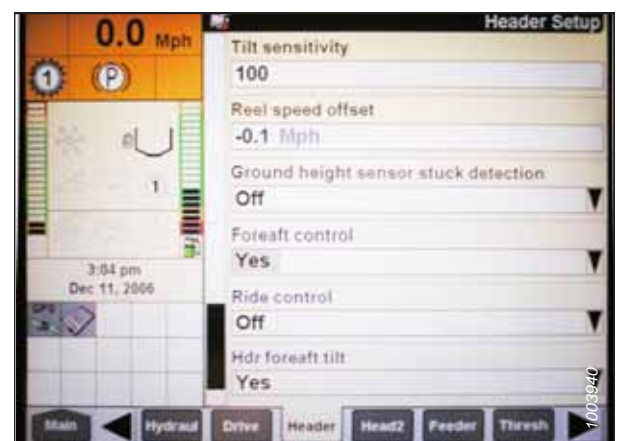 0.0 Mph
1 (P)
1
3:04 pm
Dec 11, 2006
GPS
Header Setup
Tilt sensitivity
100
Reel speed offset
-0.1 Mph
Ground height sensor stuck detection
Off
Foreaft control
Yes
Ride control
Off
Hdr foreaft tilt
Yes
Main Hydraul Drive Header Head2 Feeder Thresh
1003940